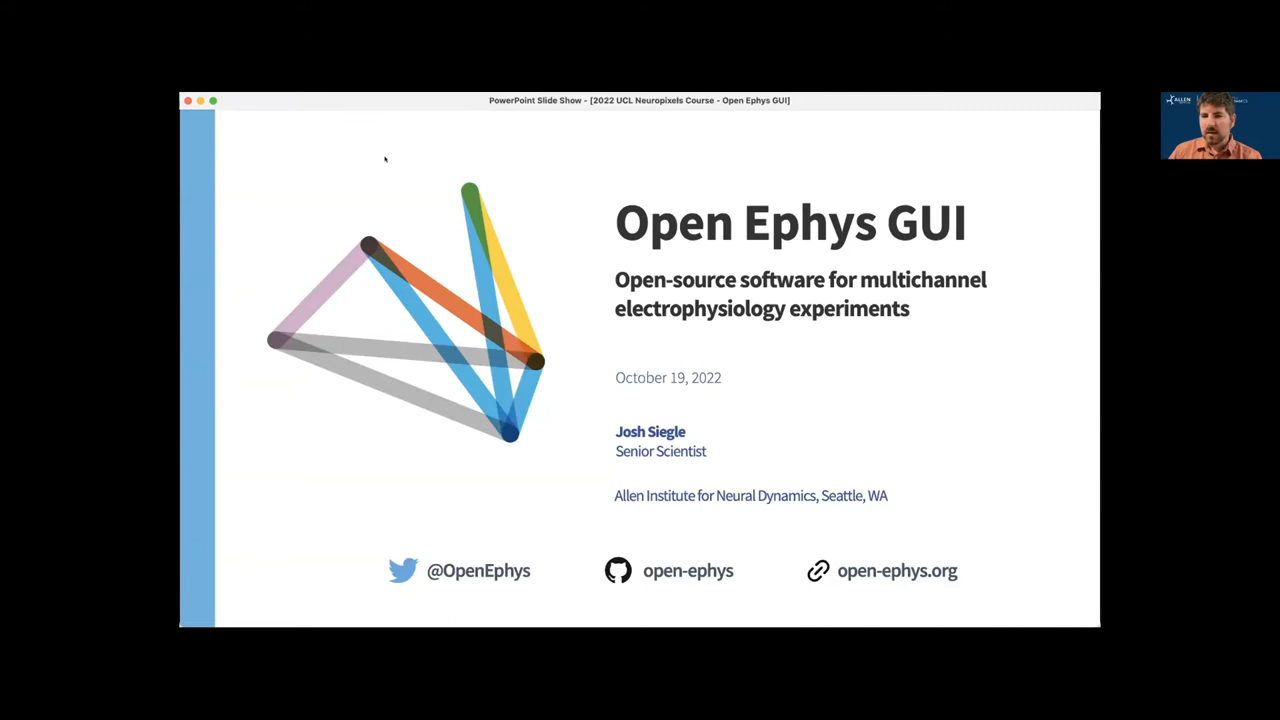 PowerPoint Slide Show - [2022 UCL Neuropixels Course - Open Ephys GUI]
ALLEN
Open Ephys GUI
Open-source software for multichannel
electrophysiology experiments
October 19, 2022
Josh Siegle
Senior Scientist
Allen Institute for Neural Dynamics, Seattle, WA
@OpenEphys
open-ephys
open-ephys.org